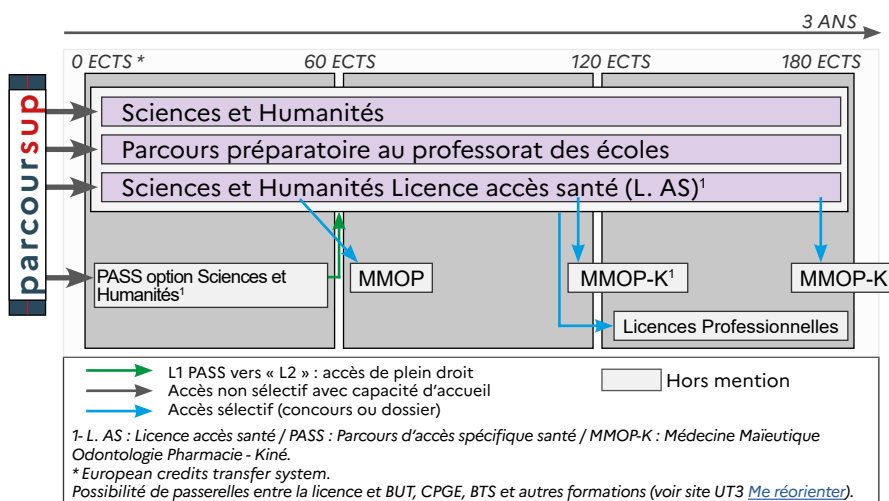 3 ANS
0 ECTS *
60 ECTS
120 ECTS
180 ECTS
parcoursup
Sciences et Humanités
Parcours préparatoire au professorat des écoles
Sciences et Humanités Licence accès santé (L. AS)¹
PASS option Sciences et
Humanités¹
MMOP
MMOP-K¹
MMOP-K
Licences Professionnelles
L1 PASS vers « L2 » : accès de plein droit
Accès non sélectif avec capacité d'accueil
Accès sélectif (concours ou dossier)
Hors mention
1- L. AS : Licence accès santé / PASS : Parcours d'accès spécifique santé / MMOP-K : Médecine Maïeutique
Odontologie Pharmacie - Kiné.
* European credits transfer system.
Possibilité de passerelles entre la licence et BUT, CPGE, BTS et autres formations (voir site UT3 Me réorienter).